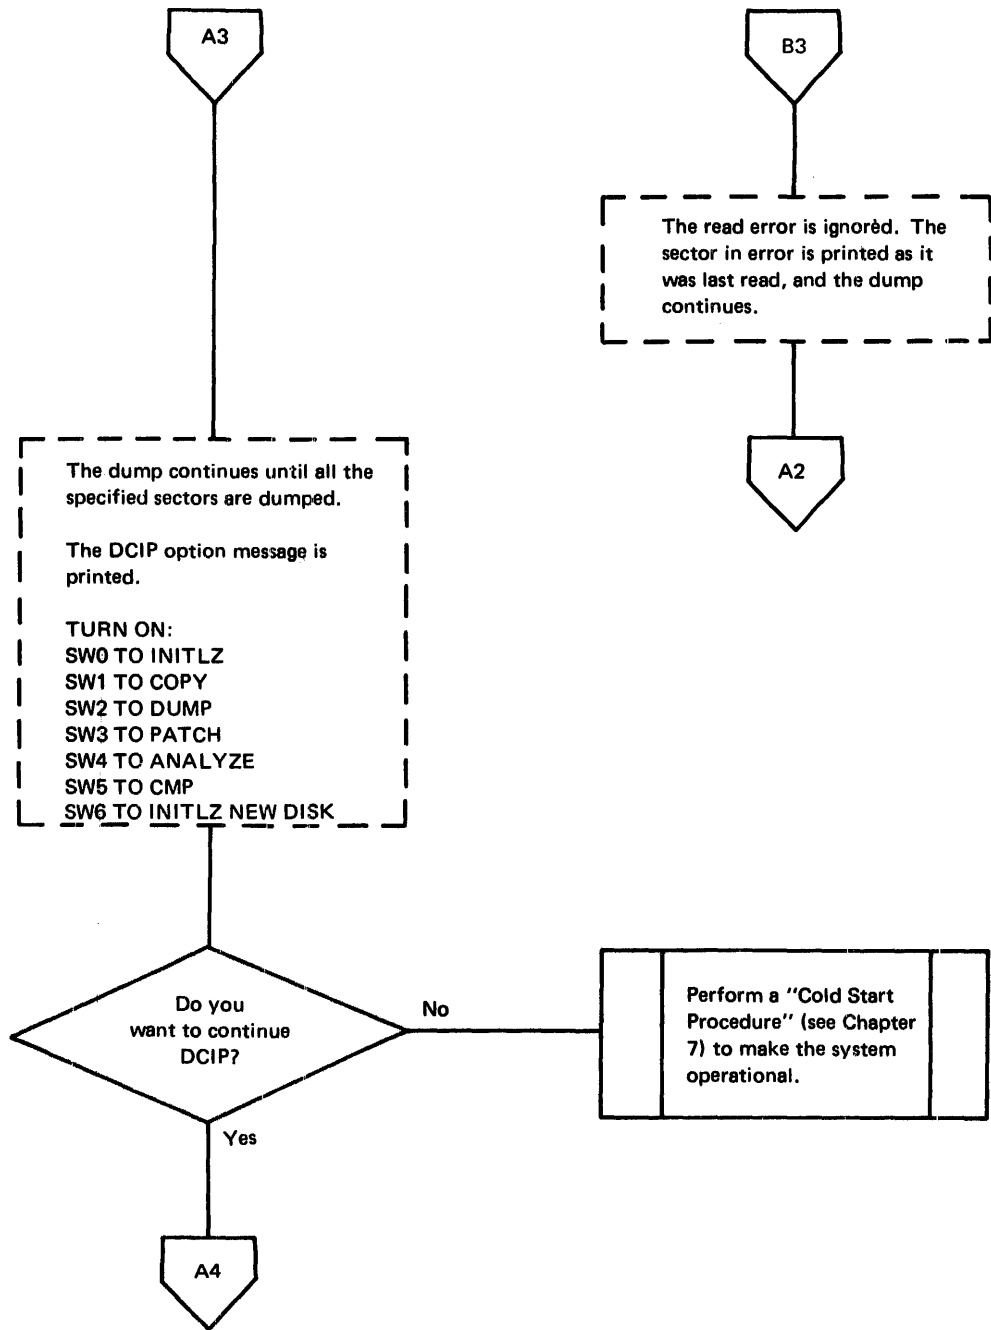 A3
The dump continues until all the
specified sectors are dumped.
The DCIP option message is
printed.
TURN ON:
SW0 TO INITLZ
SW1 TO COPY
SW2 TO DUMP
SW3 TO PATCH
SW4 TO ANALYZE
SW5 TO CMP
SW6 TO INITLZ NEW DISK
Do you
want to continue
DCIP?
No
Perform a "Cold Start
Procedure" (see Chapter
7) to make the system
operational.
Yes
A4
B3
The read error is ignored. The
sector in error is printed as it
was last read, and the dump
continues.
A2